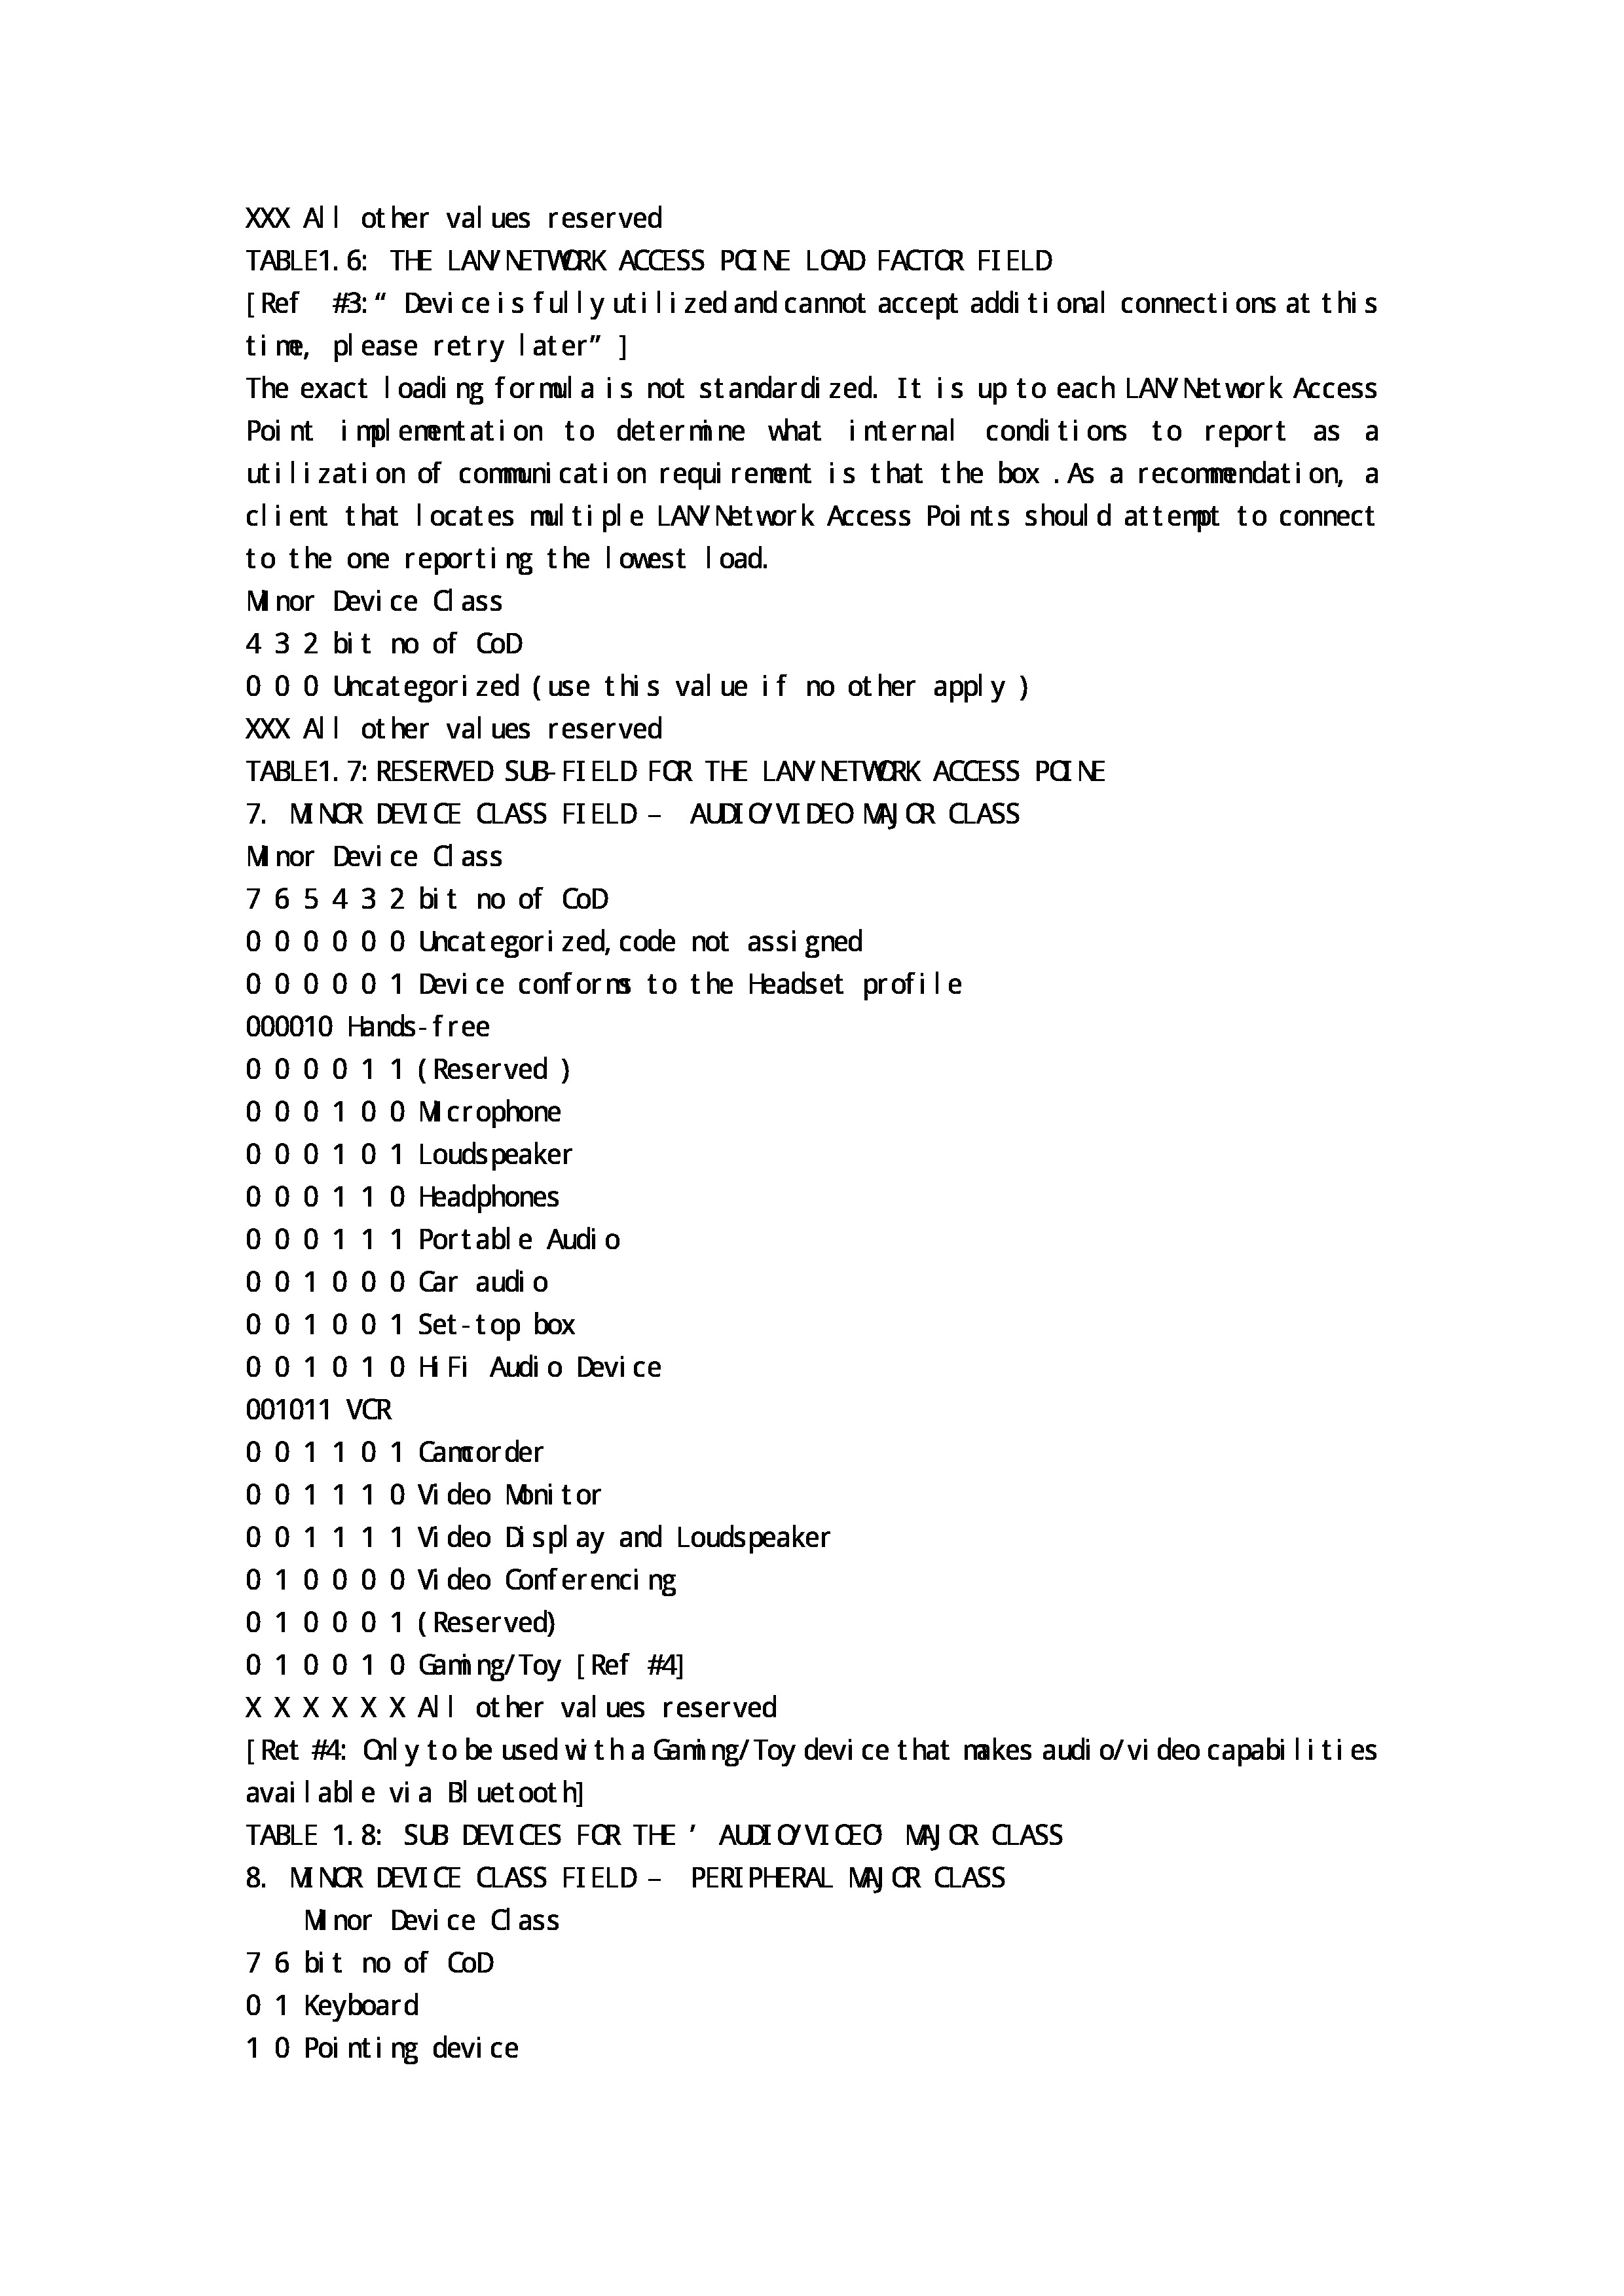 XXX All other values reserved
TABLE1.6: THE LAN/NETWORK ACCESS POINE LOAD FACTOR FIELD
[Ref #3:“ Device is fully utilized and cannot accept additional connections at this
time, please retry later” ]
The exact loading formula is not standardized. It is up to each LAN/Network Access
Point implementation to determine what internal conditions to report as a
utilization of communication requirement is that the box .As a recommendation, a
client that locates multiple LAN/Network Access Points should attempt to connect
to the one reporting the lowest load.
Minor Device Class
4 3 2 bit no of CoD
0 0 0 Uncategorized (use this value if no other apply )
XXX All other values reserved
TABLE1.7: RESERVED SUB-FIELD FOR THE LAN/NETWORK ACCESS POINE
7. MINOR DEVICE CLASS FIELD – AUDIO/VIDEO MAJOR CLASS
Minor Device Class
7 6 5 4 3 2 bit no of CoD
0 0 0 0 0 0 Uncategorized, code not assigned
0 0 0 0 0 1 Device conforms to the Headset profile
000010 Hands-free
0 0 0 0 1 1 (Reserved )
0 0 0 1 0 0 Microphone
0 0 0 1 0 1 Loudspeaker
0 0 0 1 1 0 Headphones
0 0 0 1 1 1 Portable Audio
0 0 1 0 0 0 Car audio
0 0 1 0 0 1 Set-top box
0 0 1 0 1 0 HiFi Audio Device
001011 VCR
0 0 1 1 0 1 Camcorder
0 0 1 1 1 0 Video Monitor
0 0 1 1 1 1 Video Display and Loudspeaker
0 1 0 0 0 0 Video Conferencing
0 1 0 0 0 1 (Reserved)
0 1 0 0 1 0 Gaming/Toy [Ref #4]
X X X X X X All other values reserved
[Ret #4: Only to be used with a Gaming/Toy device that makes audio/video capabilities
available via Bluetooth]
TABLE 1.8: SUB DEVICES FOR THE ’ AUDIO/VICEO’ MAJOR CLASS
8. MINOR DEVICE CLASS FIELD – PERIPHERAL MAJOR CLASS
Minor Device Class
7 6 bit no of CoD
0 1 Keyboard
1 0 Pointing device